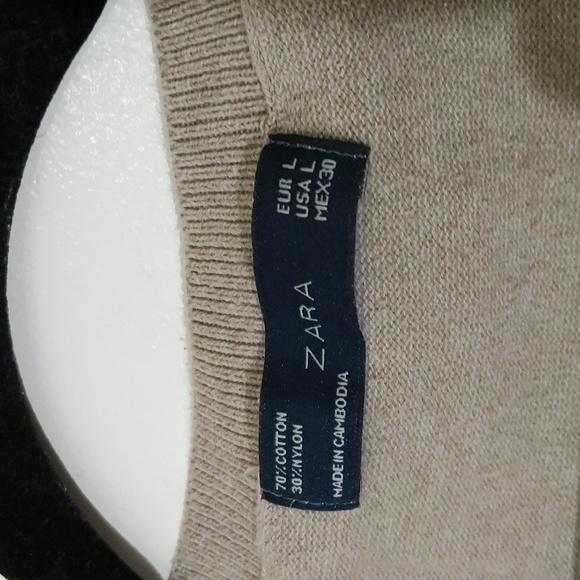 70%COTTON
30%NYLON
MADE IN CAMBODIA
ZARA
EUR L
USA L
MEX 30